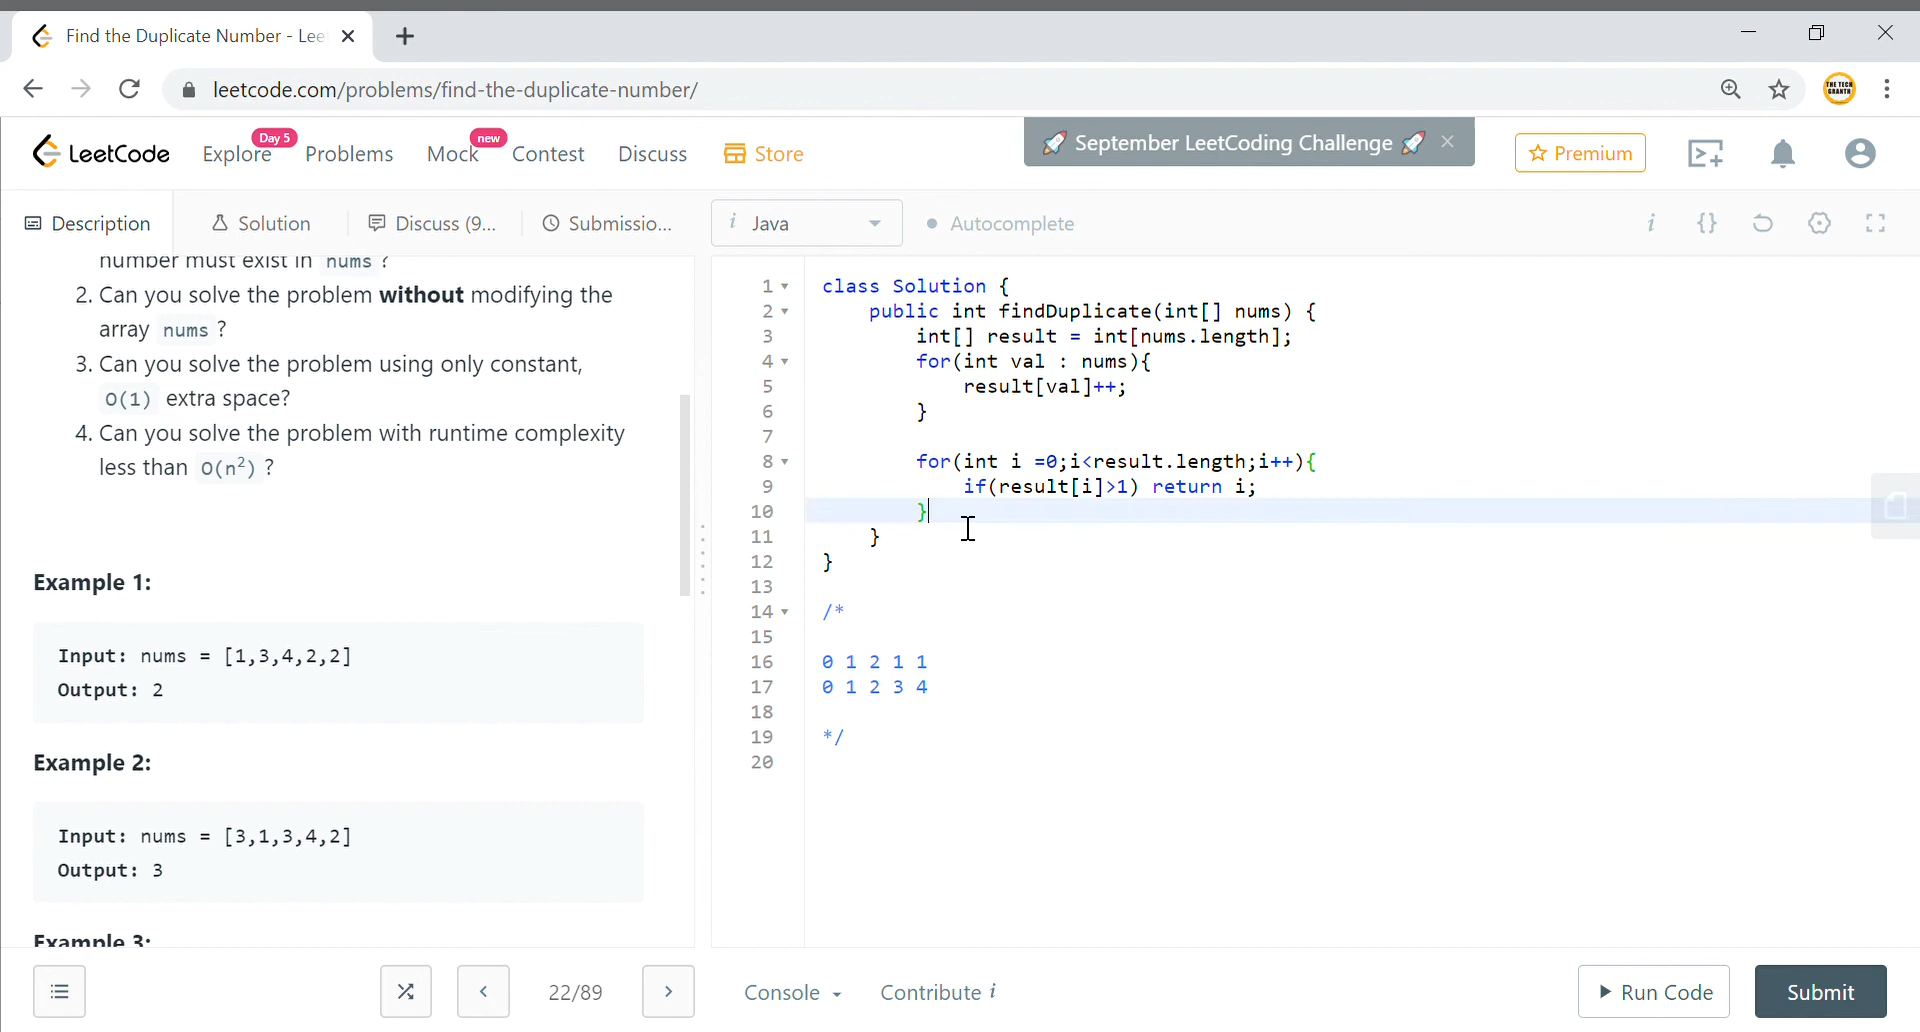 Find the Duplicate Number - Lee
leetcode.com/problems/find-the-duplicate-number/
THE TECH GRANTH
LeetCode
Explore
Day 5
Problems
Mock
new
Contest
Discuss
Store
🚀 September LeetCoding Challenge 🚀 ×
Premium
Description
Solution
Discuss (9...
Submissio...
i Java
Autocomplete
i
{}
number must exist in nums ?
2. Can you solve the problem without modifying the
array nums ?
3. Can you solve the problem using only constant,
O(1) extra space?
4. Can you solve the problem with runtime complexity
less than O(n²) ?
Example 1:
Input: nums = [1,3,4,2,2]
Output: 2
Example 2:
Input: nums = [3,1,3,4,2]
Output: 3
Example 3:
1 class Solution {
2 public int findDuplicate(int[] nums) {
3 int[] result = int[nums.length];
4 for(int val : nums){
5 result[val]++;
6 }
7
8 for(int i =0;i<result.length;i++){
9 if(result[i]>1) return i;
10 }
11 }
12 }
13
14 /*
15
16 0 1 2 1 1
17 0 1 2 3 4
18
19 */
20
22/89
Console
Contribute i
Run Code
Submit